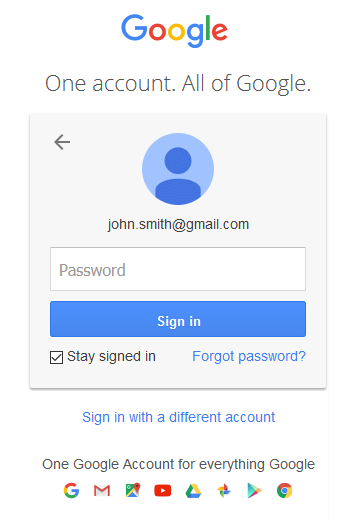 Google
One account. All of Google.
john.smith@gmail.com
Password
Sign in
Stay signed in Forgot password?
Sign in with a different account
One Google Account for everything Google